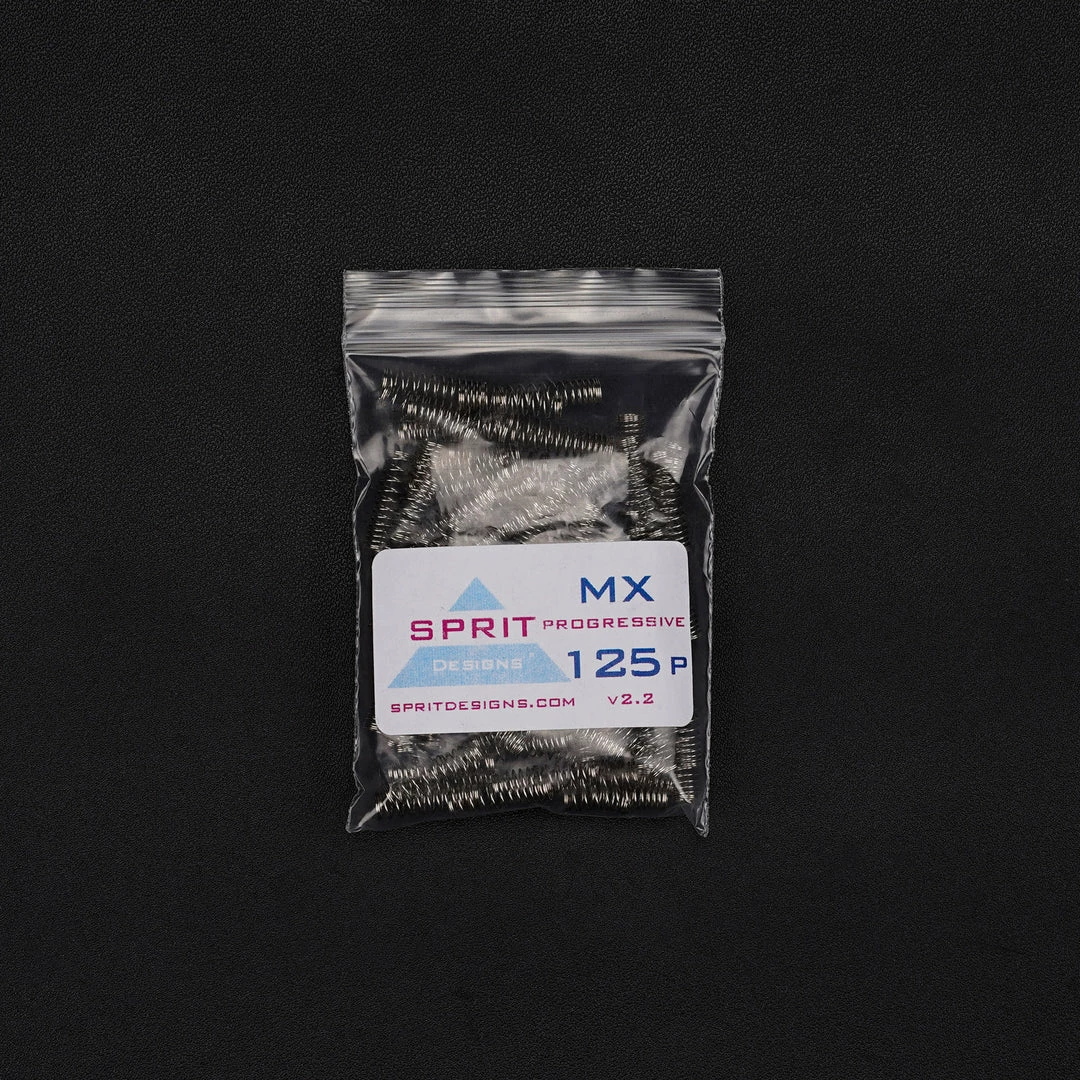 SPRIT
DESIGNS
SPRITDESIGNS.COM
MX
PROGRESSIVE
125 P
V2.2